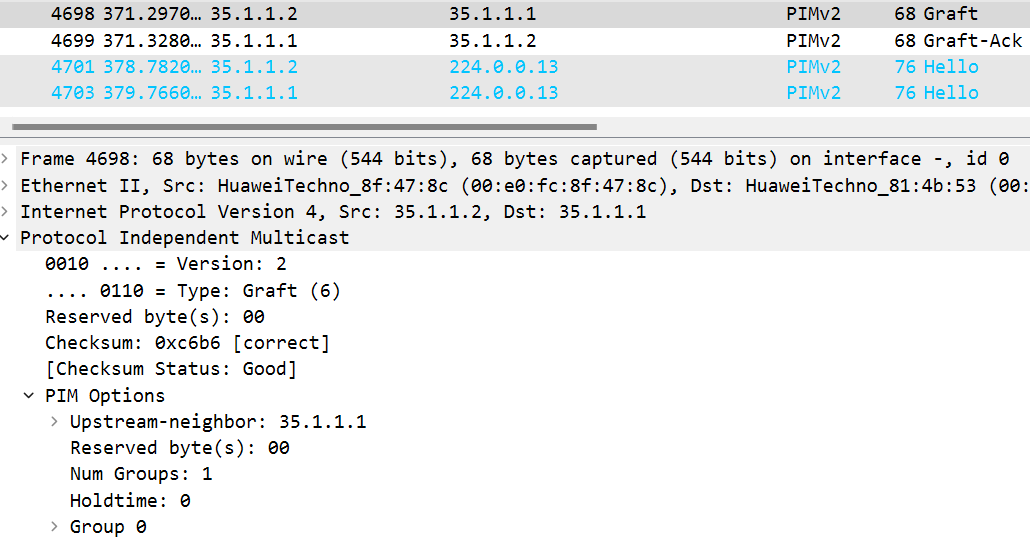 4698 371.2970… 35.1.1.2 35.1.1.1 PIMv2 68 Graft
4699 371.3280… 35.1.1.1 35.1.1.2 PIMv2 68 Graft-Ack
4701 378.7820… 35.1.1.2 224.0.0.13 PIMv2 76 Hello
4703 379.7660… 35.1.1.1 224.0.0.13 PIMv2 76 Hello
Frame 4698: 68 bytes on wire (544 bits), 68 bytes captured (544 bits) on interface -, id 0
Ethernet II, Src: HuaweiTechno_8f:47:8c (00:e0:fc:8f:47:8c), Dst: HuaweiTechno_81:4b:53 (00:
Internet Protocol Version 4, Src: 35.1.1.2, Dst: 35.1.1.1
Protocol Independent Multicast
0010 .... = Version: 2
.... 0110 = Type: Graft (6)
Reserved byte(s): 00
Checksum: 0xc6b6 [correct]
[Checksum Status: Good]
PIM Options
Upstream-neighbor: 35.1.1.1
Reserved byte(s): 00
Num Groups: 1
Holdtime: 0
Group 0